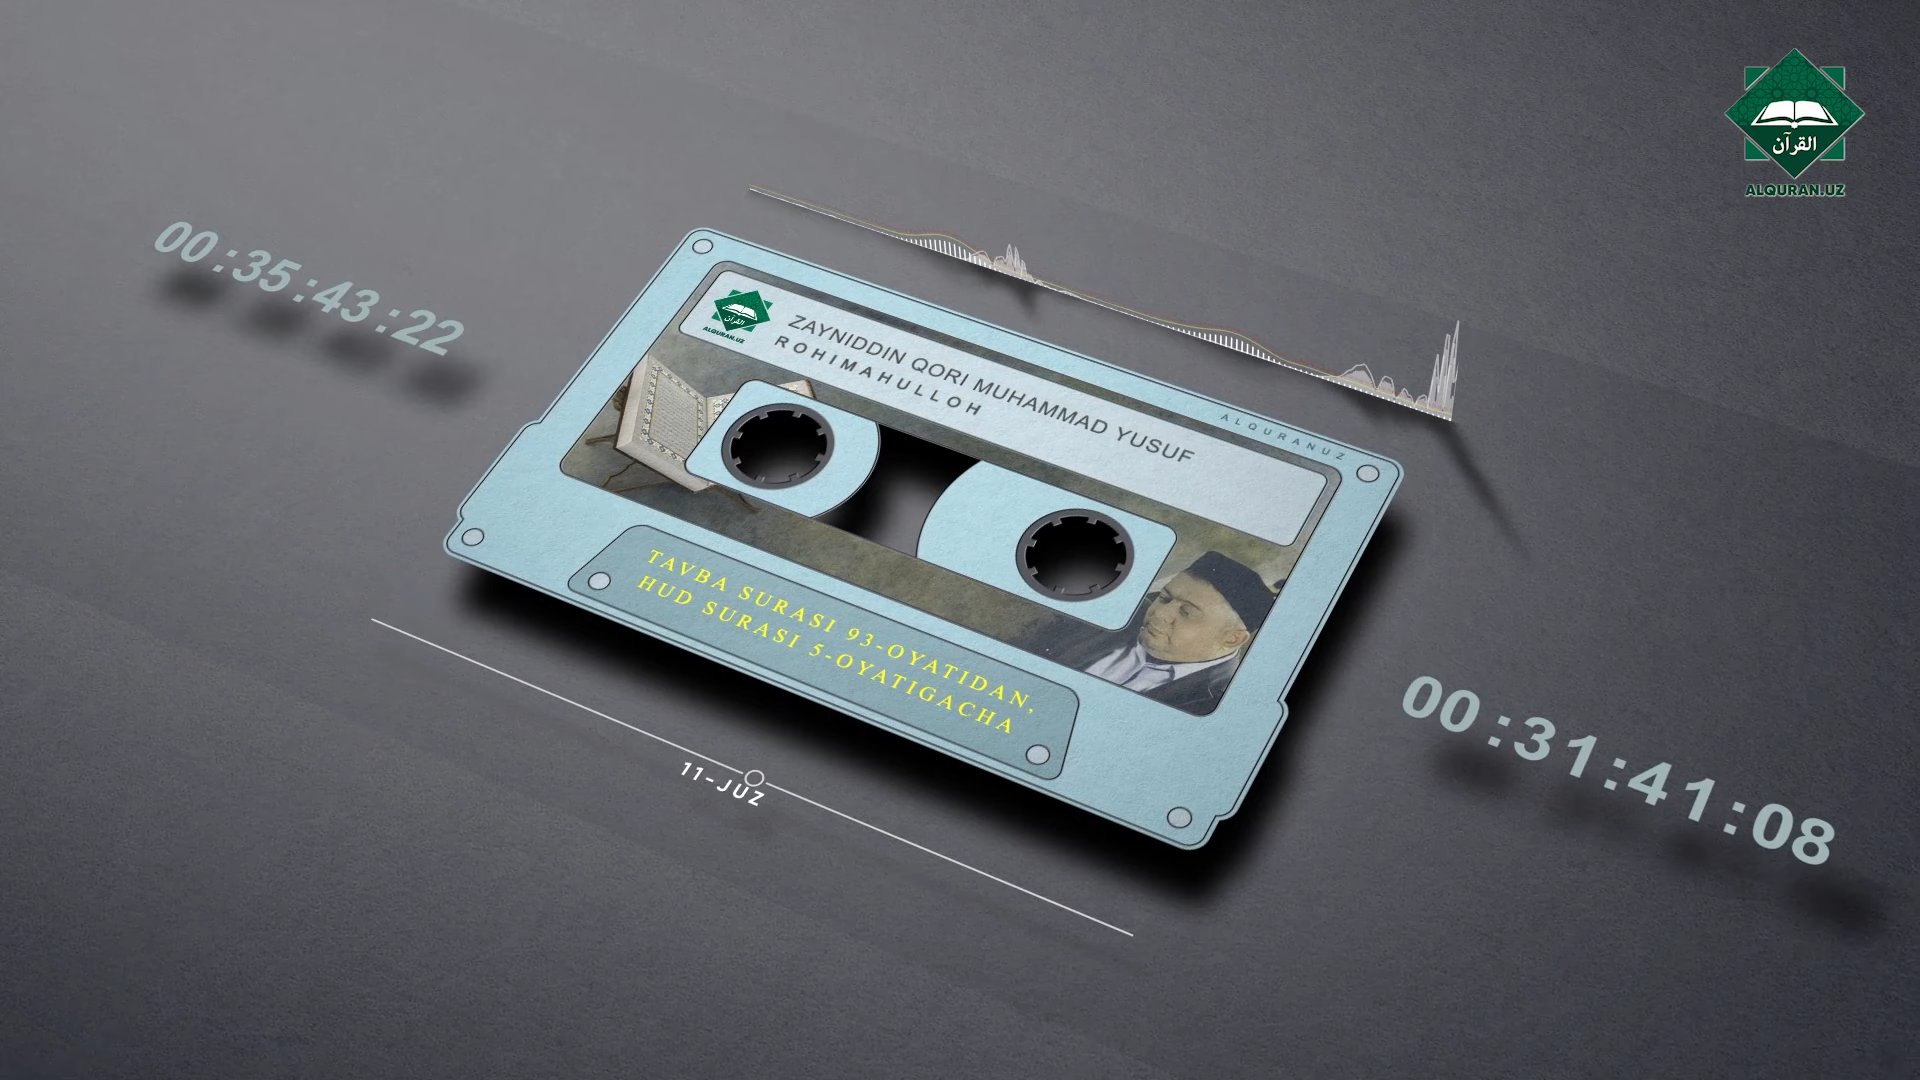 القرآن
ALQURAN.UZ
00:35:43:22
القرآن
ALQURAN.UZ
ZAYNIDDIN QORI MUHAMMAD YUSUF
ROHIMAHULLOH
ALQURANUZ
TAVBA SURASI 93-OYATIDAN,
HUD SURASI 5-OYATIGACHA
11-JUZ
00:31:41:08